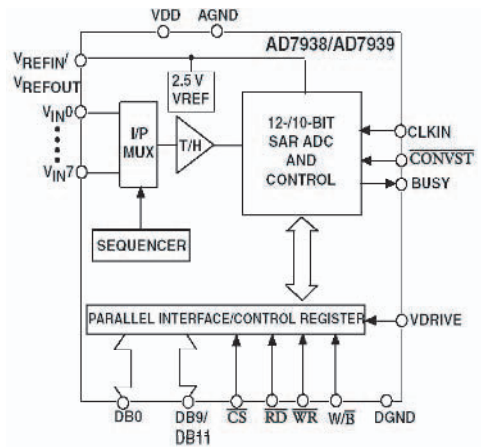 VDD AGND
AD7938/AD7939
VREFIN/
VREFOUT
2.5 V
VREF
VIN0
VIN7
I/P
MUX
T/H
12-/10-BIT
SAR ADC
AND
CONTROL
CLKIN
CONVST
BUSY
SEQUENCER
PARALLEL INTERFACE/CONTROL REGISTER
VDRIVE
DB0 DB9/ CS RD WR W/B DGND
DB11